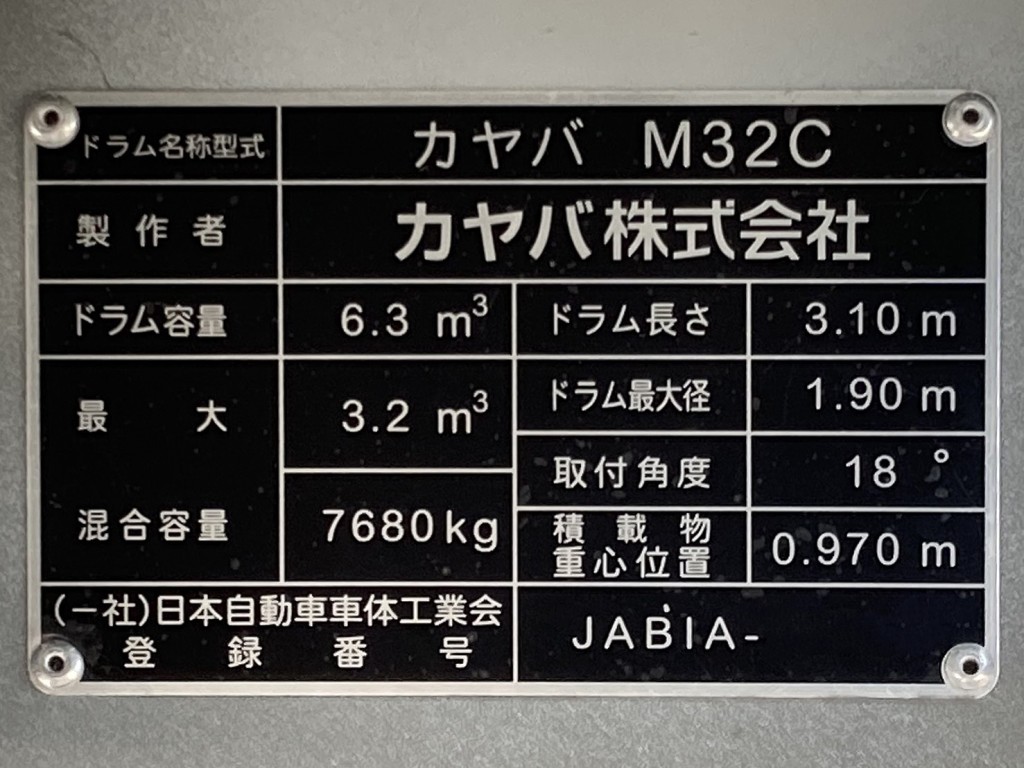 ドラム名称型式 カヤバ M32C
製作者 カヤバ株式会社
ドラム容量 6.3 m³ ドラム長さ 3.10 m
最大 3.2 m³ ドラム最大径 1.90 m
取付角度 18 °
混合容量 7680kg 積載物
重心位置 0.970 m
(一社)日本自動車車体工業会
登録番号 JABIA-